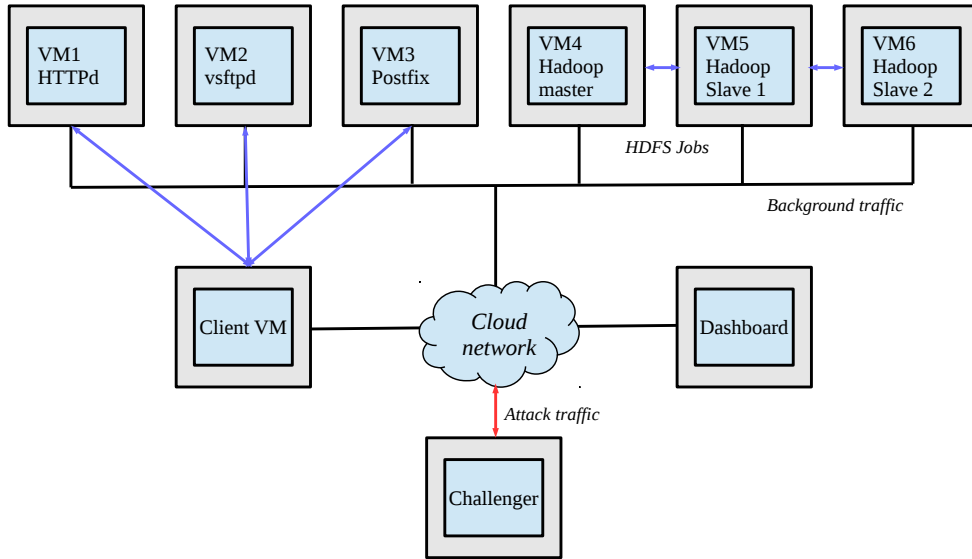 VM1
HTTPd
VM2
vsftpd
VM3
Postfix
VM4
Hadoop
master
VM5
Hadoop
Slave 1
VM6
Hadoop
Slave 2
HDFS Jobs
Background traffic
Client VM
Cloud
network
Dashboard
Attack traffic
Challenger